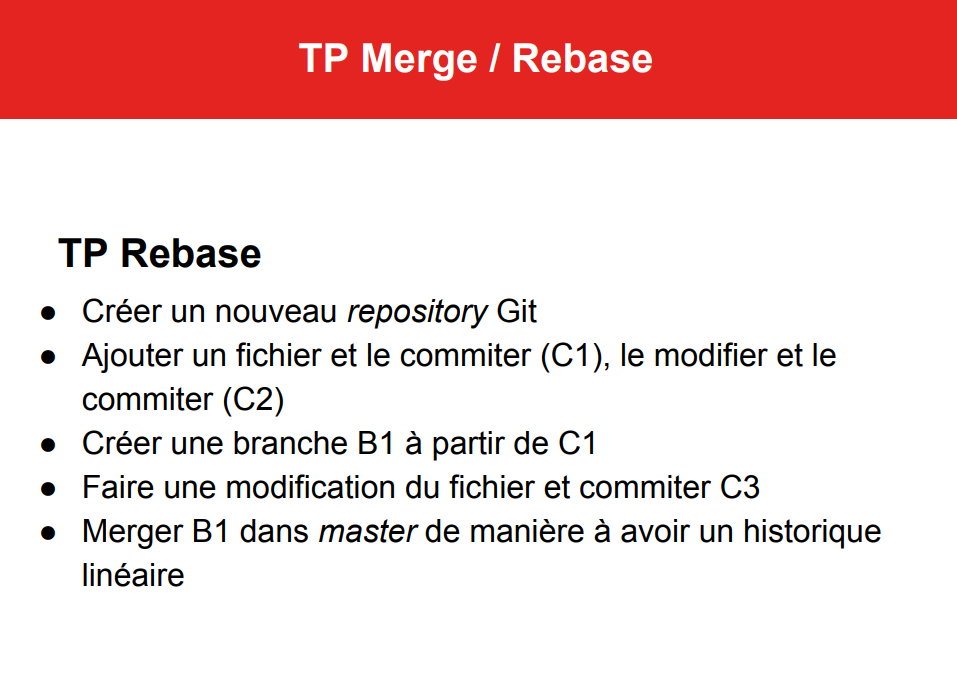 TP Merge / Rebase
TP Rebase
● Créer un nouveau repository Git
● Ajouter un fichier et le commiter (C1), le modifier et le
commiter (C2)
● Créer une branche B1 à partir de C1
● Faire une modification du fichier et commiter C3
● Merger B1 dans master de manière à avoir un historique
linéaire